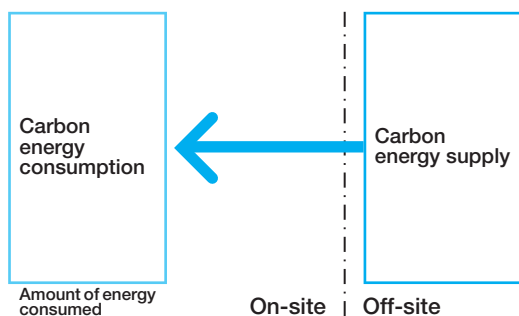 Carbon
energy
consumption
Carbon
energy supply
Amount of energy
consumed
On-site
Off-site